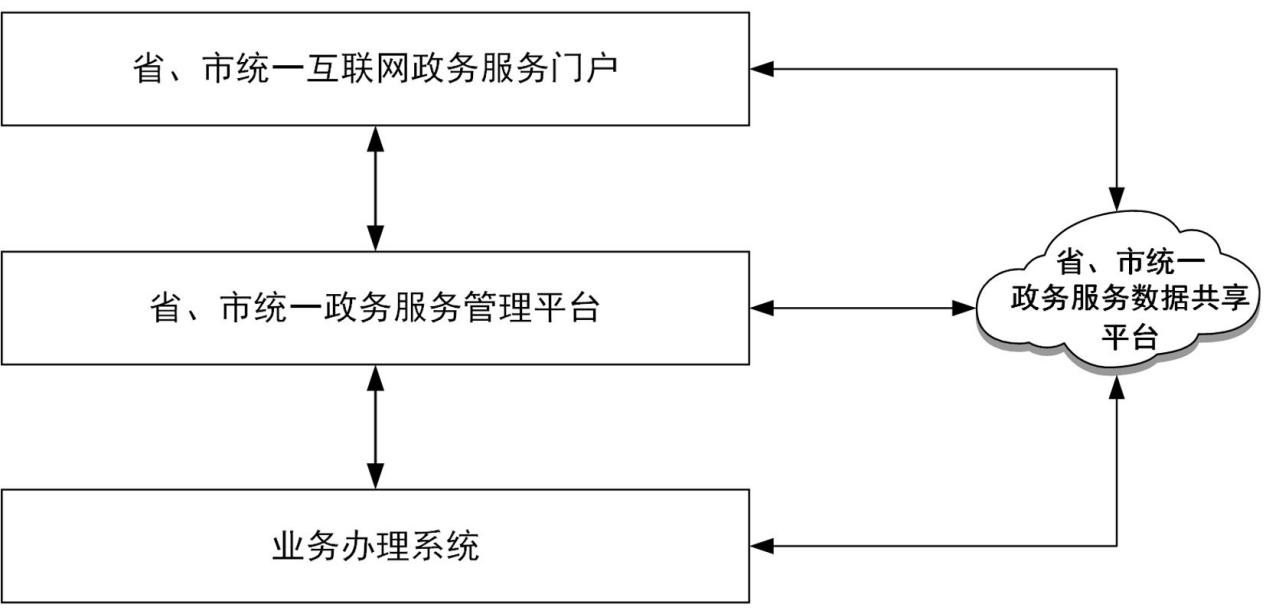 省、市统一互联网政务服务门户
省、市统一
政务服务数据共享
平台
省、市统一政务服务管理平台
业务办理系统